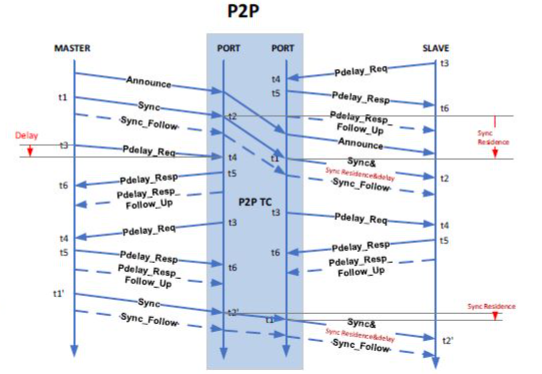 P2P
MASTER PORT PORT SLAVE
t3
Pdelay_Req
t4
Announce
t5
Pdelay_Resp
t1
t6
Sync
t2
Pdelay_Resp_
Follow_Up
Sync_Follow
Delay
Sync
Residence
Announce
t3
Pdelay_Req
t4
t1
Sync&
Sync Residence&delay
Sync_Follow
t2
t5
Pdelay_Resp
t6
Pdelay_Resp_
Follow_Up
P2P TC
t3
Pdelay_Req
t4
t3
Pdelay_Req
t4
t5
t5
Pdelay_Resp
t6
Pdelay_Resp
t6
Pdelay_Resp_
Follow_Up
Pdelay_Resp_
Follow_Up
t1'
Sync
t2'
Sync Residence
Sync_Follow
t1'
Sync&
Sync Residence&delay
Sync_Follow
t2'